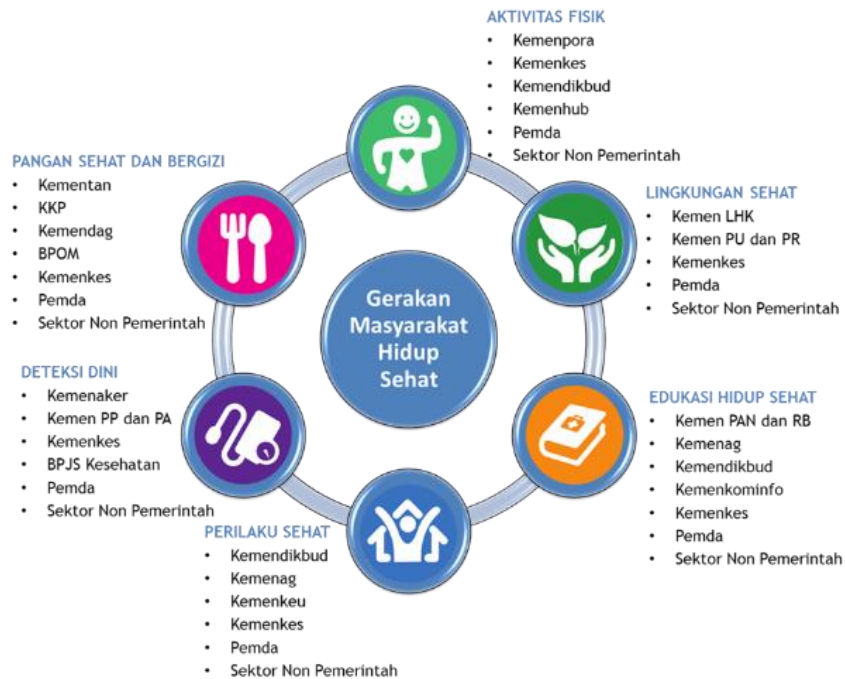 AKTIVITAS FISIK
• Kemenpora
• Kemenkes
• Kemendikbud
• Kemenhub
• Pemda
• Sektor Non Pemerintah
LINGKUNGAN SEHAT
• Kemen LHK
• Kemen PU dan PR
• Kemenkes
• Pemda
• Sektor Non Pemerintah
EDUKASI HIDUP SEHAT
• Kemen PAN dan RB
• Kemenag
• Kemendikbud
• Kemenkominfo
• Kemenkes
• Pemda
• Sektor Non Pemerintah
PERILAKU SEHAT
• Kemendikbud
• Kemenag
• Kemenkeu
• Kemenkes
• Pemda
• Sektor Non Pemerintah
DETEKSI DINI
• Kemenaker
• Kemen PP dan PA
• Kemenkes
• BPJS Kesehatan
• Pemda
• Sektor Non Pemerintah
PANGAN SEHAT DAN BERGIZI
• Kementan
• KKP
• Kemendag
• BPOM
• Kemenkes
• Pemda
• Sektor Non Pemerintah
Gerakan
Masyarakat
Hidup
Sehat